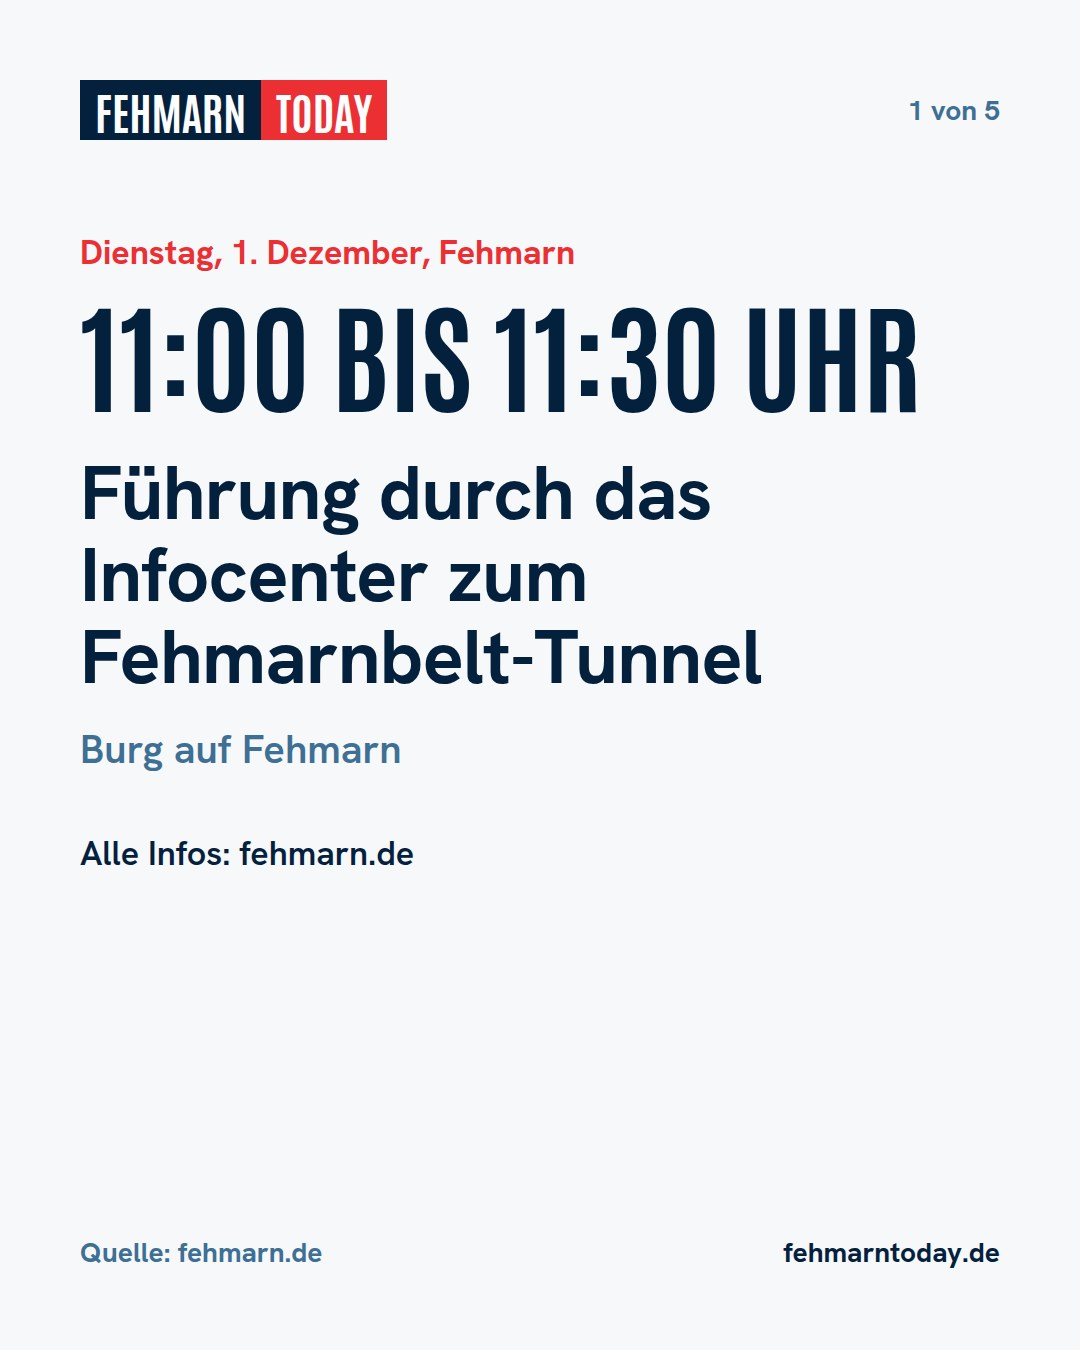 FEHMARN TODAY
1 von 5
Dienstag, 1. Dezember, Fehmarn
11:00 BIS 11:30 UHR
Führung durch das
Infocenter zum
Fehmarnbelt-Tunnel
Burg auf Fehmarn
Alle Infos: fehmarn.de
Quelle: fehmarn.de
fehmarntoday.de